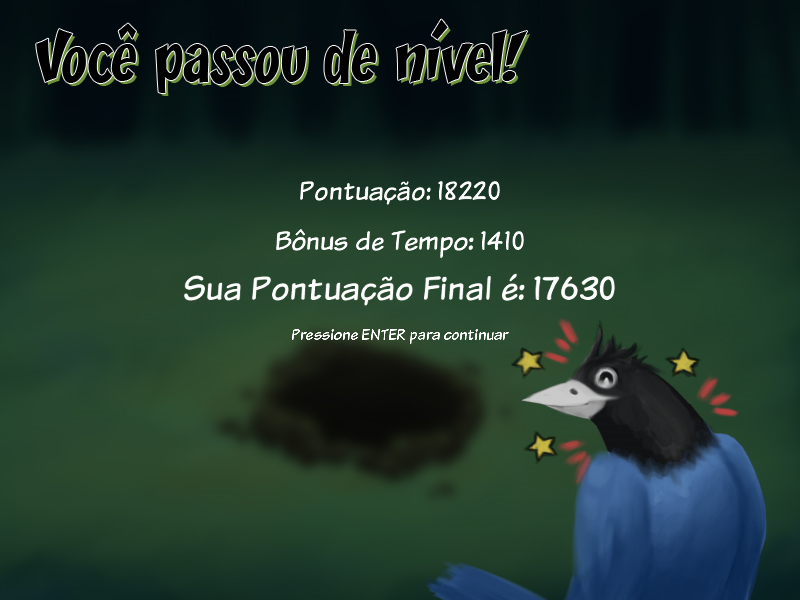 Você passou de nível!
Pontuação: 18220
Bônus de Tempo: 1410
Sua Pontuação Final é: 17630
Pressione ENTER para continuar